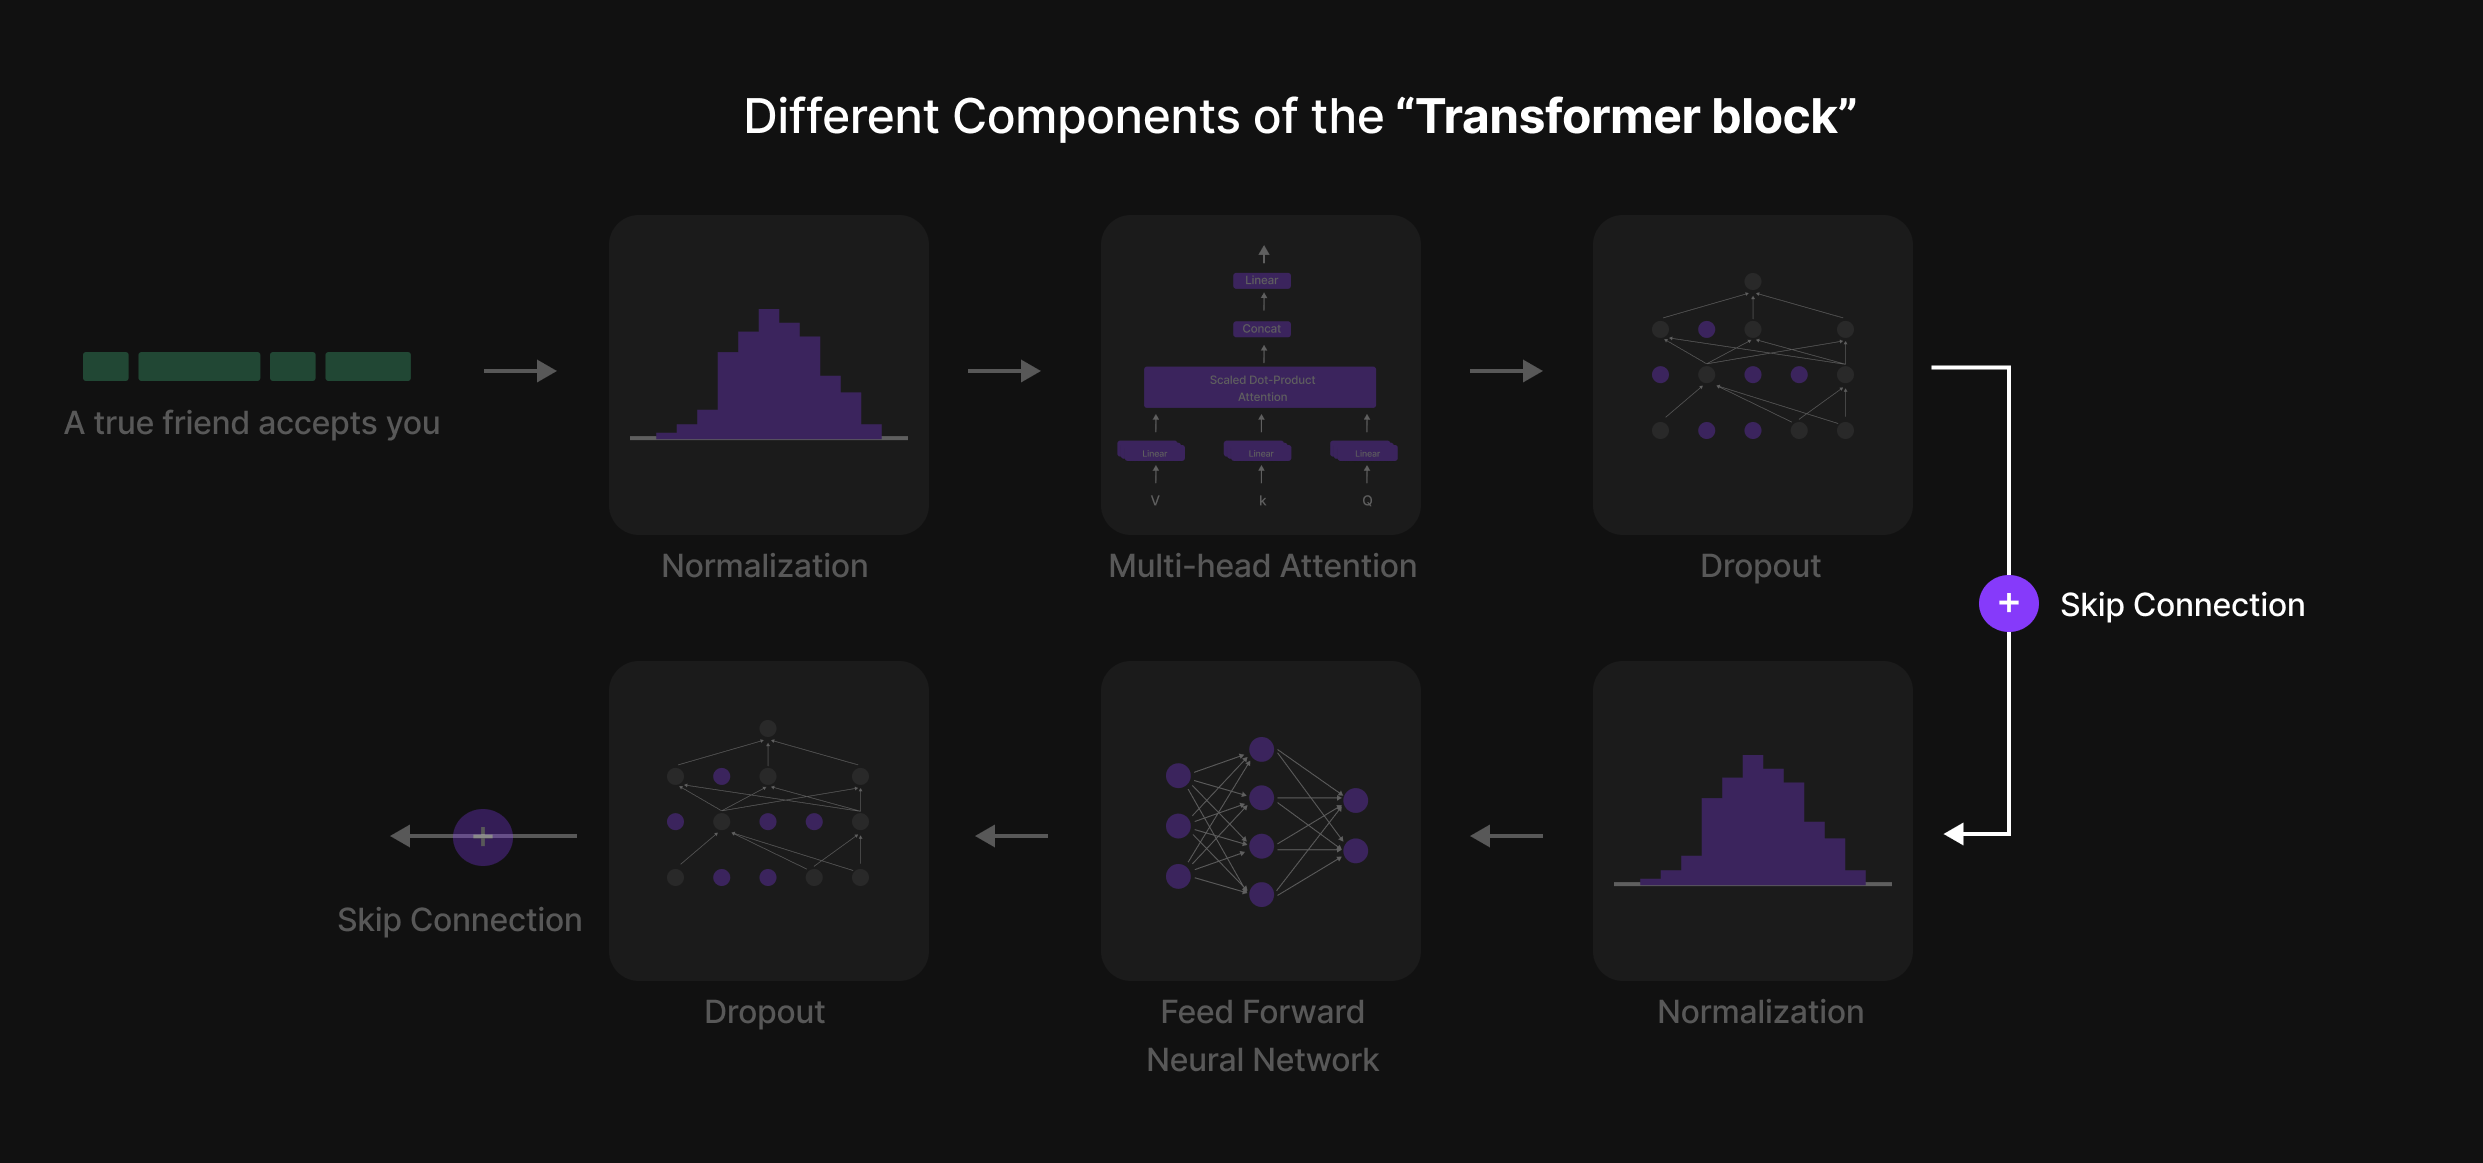 Different Components of the “Transformer block”
A true friend accepts you
Linear
Concat
Scaled Dot-Product
Attention
Linear Linear Linear
V k Q
Normalization
Multi-head Attention
Dropout
+ Skip Connection
+
Skip Connection
Dropout
Feed Forward
Neural Network
Normalization